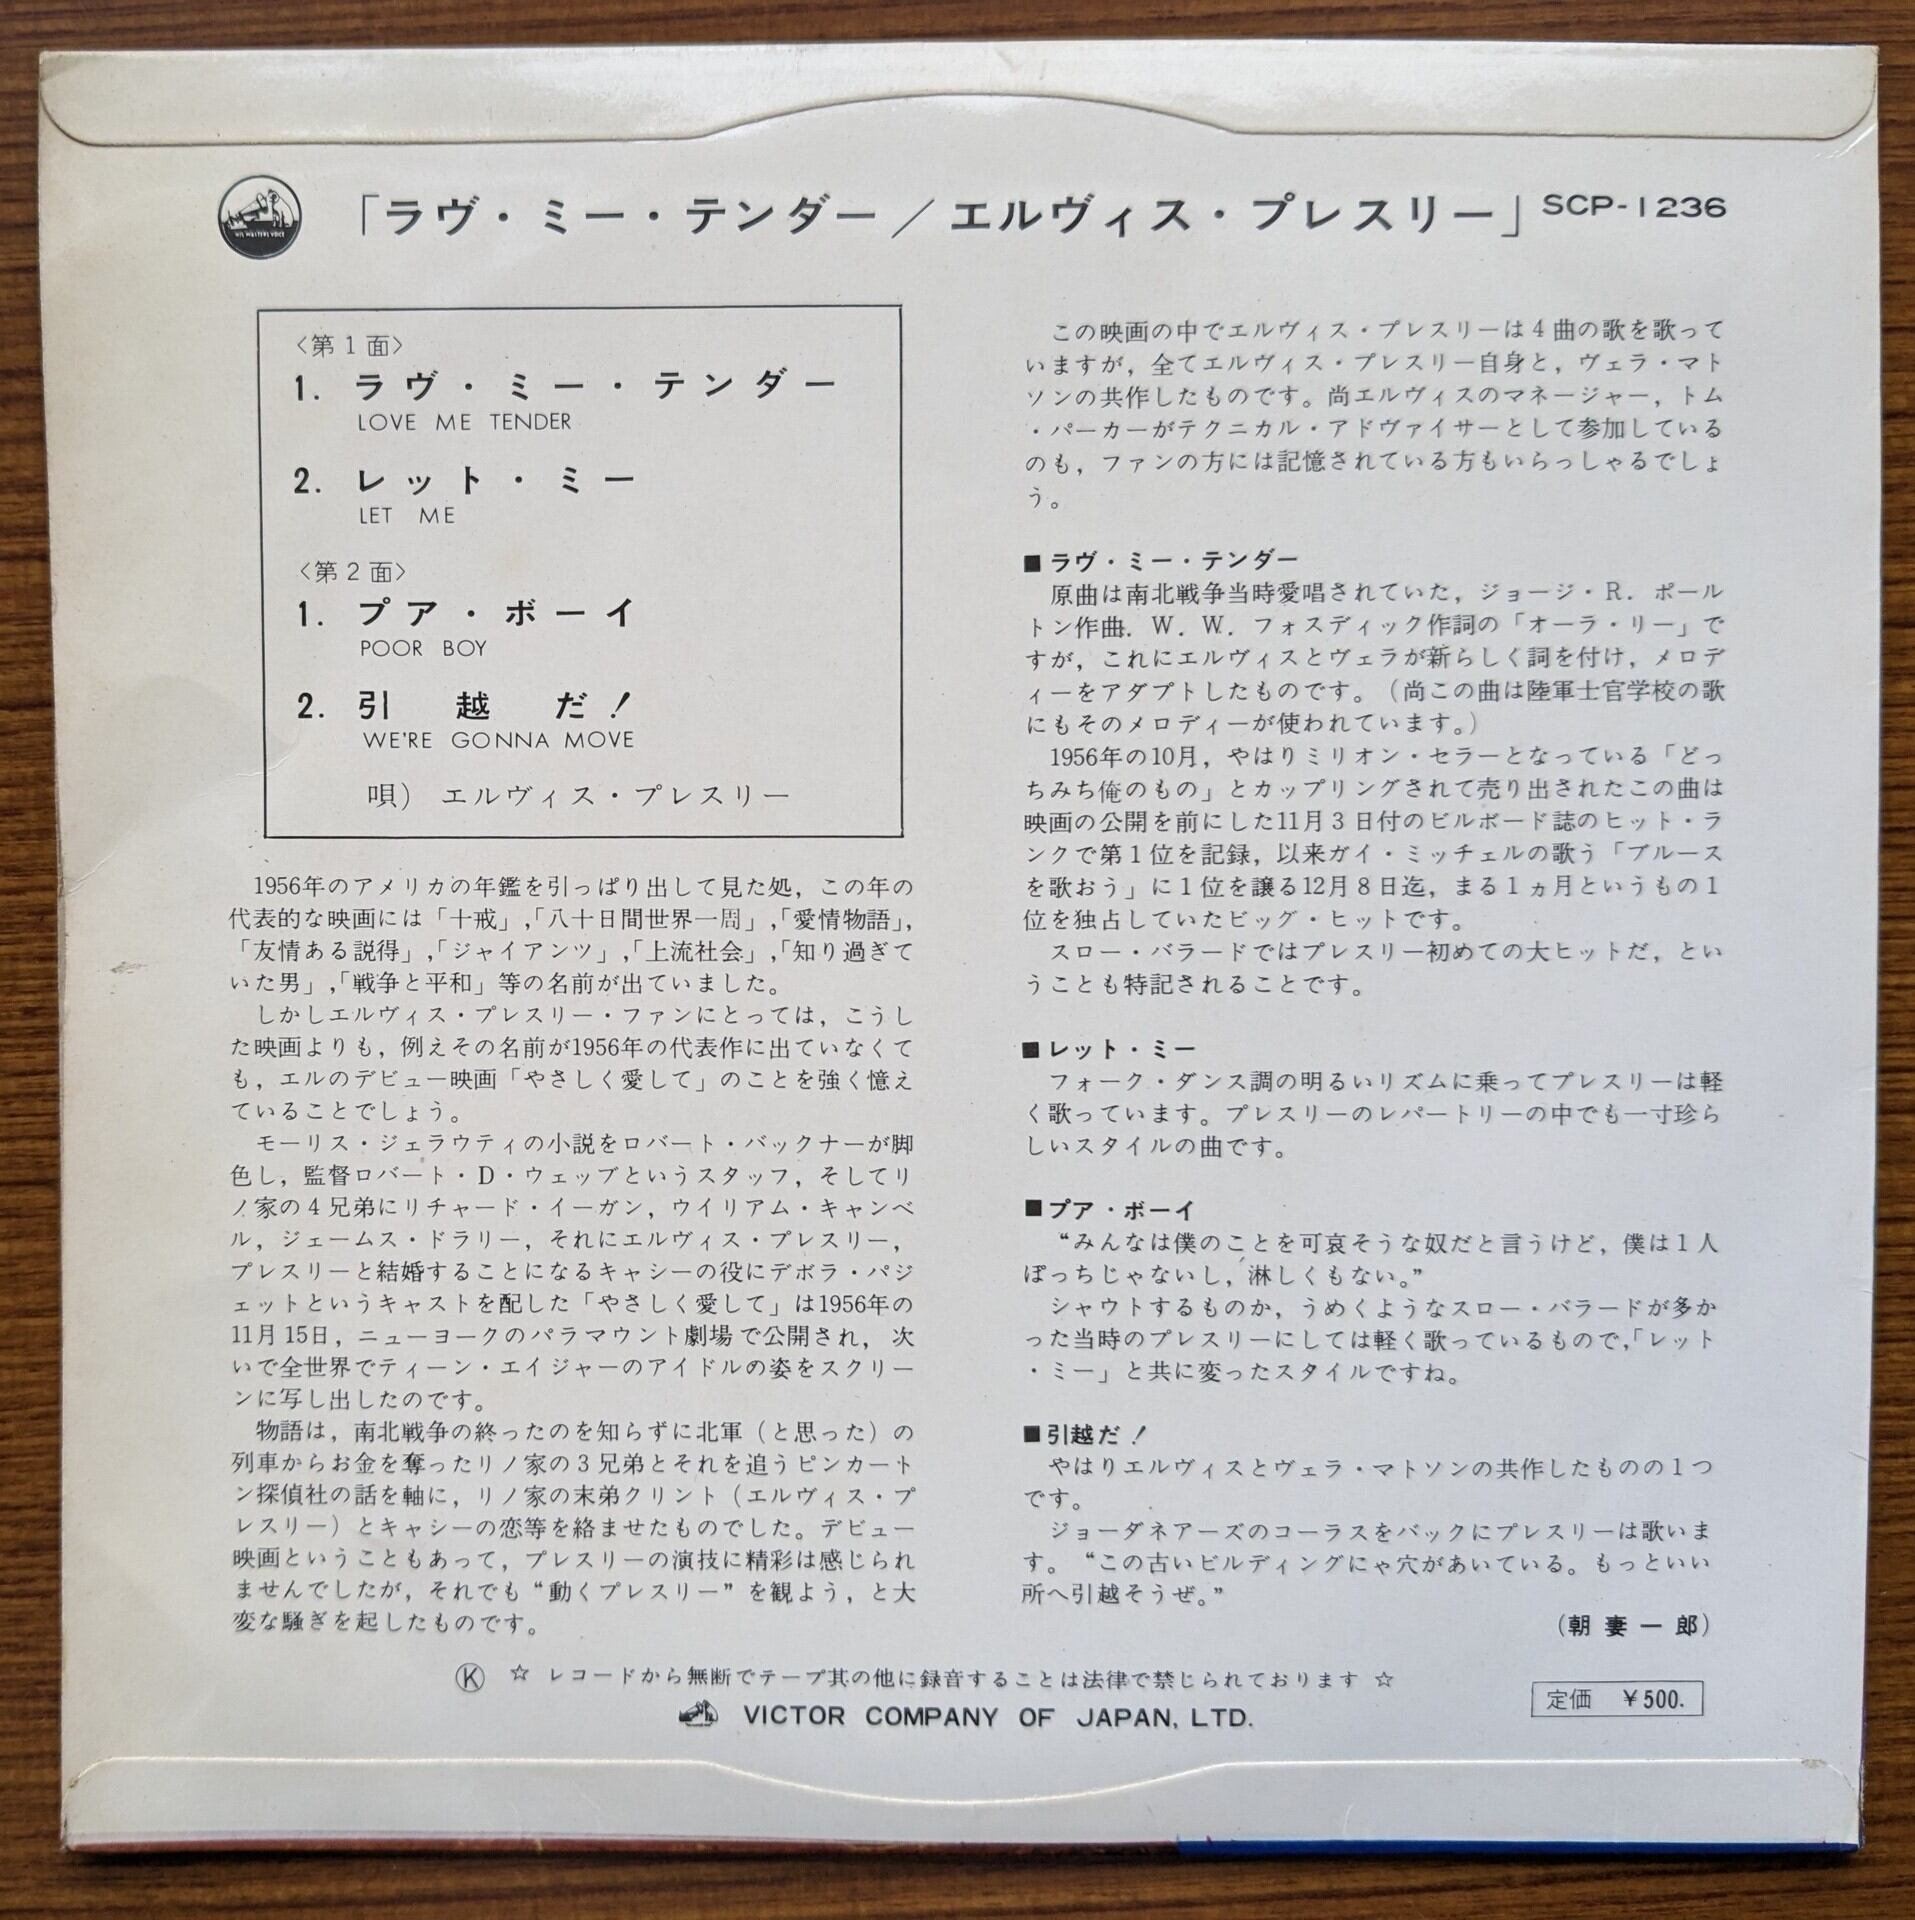 HIS MASTERS VOICE
「ラヴ・ミー・テンダー／エルヴィス・プレスリー」 SCP-1236
〈第1面〉
1. ラヴ・ミー・テンダー
LOVE ME TENDER
2. レット・ミー
LET ME
〈第2面〉
1. プア・ボーイ
POOR BOY
2. 引越だ！
WE'RE GONNA MOVE
唄） エルヴィス・プレスリー
1956年のアメリカの年鑑を引っぱり出して見た処，この年の
代表的な映画には「十戒」,「八十日間世界一周」,「愛情物語」，
「友情ある説得」,「ジャイアンツ」,「上流社会」,「知り過ぎて
いた男」,「戦争と平和」等の名前が出ていました。
しかしエルヴィス・プレスリー・ファンにとっては，こうし
た映画よりも，例えその名前が1956年の代表作に出ていなくて
も，エルのデビュー映画「やさしく愛して」のことを強く憶え
ていることでしょう。
モーリス・ジェラウティの小説をロバート・バックナーが脚
色し，監督ロバート・D・ウェッブというスタッフ，そしてリ
ノ家の4兄弟にリチャード・イーガン，ウイリアム・キャンベ
ル，ジェームス・ドラリー，それにエルヴィス・プレスリー，
プレスリーと結婚することになるキャシーの役にデボラ・パジ
ェットというキャストを配した「やさしく愛して」は1956年の
11月15日，ニューヨークのパラマウント劇場で公開され， 次
いで全世界でティーン・エイジャーのアイドルの姿をスクリー
ンに写し出したのです。
物語は，南北戦争の終ったのを知らずに北軍（と思った）の
列車からお金を奪ったリノ家の3兄弟とそれを追うピンカート
ン探偵社の話を軸に，リノ家の末弟クリント（エルヴィス・プ
レスリー）とキャシーの恋等を絡ませたものでした。デビュー
映画ということもあって，プレスリーの演技に精彩は感じられ
ませんでしたが，それでも“動くプレスリー”を観よう，と大
変な騒ぎを起したものです。
この映画の中でエルヴィス・プレスリーは4曲の歌を歌って
いますが，全てエルヴィス・プレスリー自身と，ヴェラ・マト
ソンの共作したものです。尚エルヴィスのマネージャー，トム
・パーカーがテクニカル・アドヴァイサーとして参加している
のも，ファンの方には記憶されている方もいらっしゃるでしょ
う。
■ラヴ・ミー・テンダー
原曲は南北戦争当時愛唱されていた，ジョージ・R．ポール
トン作曲．W．W．フォスディック作詞の「オーラ・リー」で
すが，これにエルヴィスとヴェラが新らしく詞を付け，メロデ
ィーをアダプトしたものです。（尚この曲は陸軍士官学校の歌
にもそのメロディーが使われています。）
1956年の10月，やはりミリオン・セラーとなっている「どっ
ちみち俺のもの」とカップリングされて売り出されたこの曲は
映画の公開を前にした11月3日付のビルボード誌のヒット・ラ
ンクで第1位を記録，以来ガイ・ミッチェルの歌う「ブルース
を歌おう」に1位を譲る12月8日迄，まる1ヵ月というもの1
位を独占していたビッグ・ヒットです。
スロー・バラードではプレスリー初めての大ヒットだ，とい
うことも特記されることです。
■レット・ミー
フォーク・ダンス調の明るいリズムに乗ってプレスリーは軽
く歌っています。プレスリーのレパートリーの中でも一寸珍ら
しいスタイルの曲です。
■プア・ボーイ
“みんなは僕のことを可哀そうな奴だと言うけど，僕は1人
ぽっちじゃないし，淋しくもない。”
シャウトするものか，うめくようなスロー・バラードが多か
った当時のプレスリーにしては軽く歌っているもので,「レット
・ミー」と共に変ったスタイルですね。
■引越だ！
やはりエルヴィスとヴェラ・マトソンの共作したものの1つ
です。
ジョーダネアーズのコーラスをバックにプレスリーは歌いま
す。“この古いビルディングにゃ穴があいている。もっといい
所へ引越そうぜ。”
（朝妻一郎）
Ⓚ ☆ レコードから無断でテープ其の他に録音することは法律で禁じられております ☆
VICTOR COMPANY OF JAPAN, LTD.
定価 ￥500.